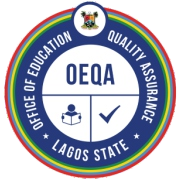 OFFICE OF EDUCATION QUALITY ASSURANCE
OEQA
LAGOS STATE